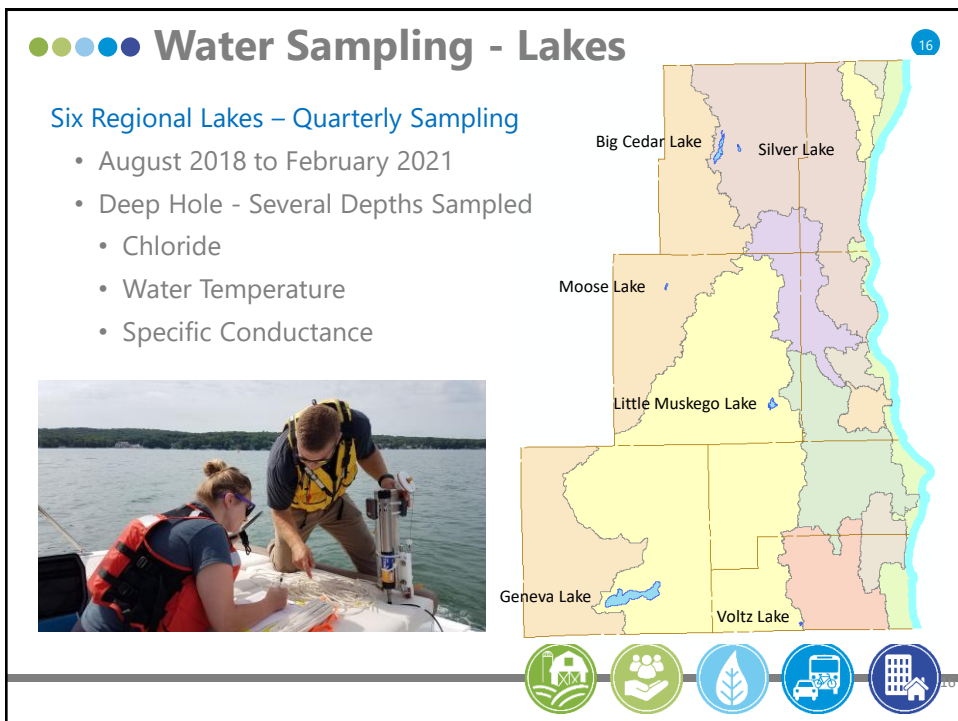 Water Sampling - Lakes
16
Six Regional Lakes – Quarterly Sampling
• August 2018 to February 2021
• Deep Hole - Several Depths Sampled
• Chloride
• Water Temperature
• Specific Conductance
Big Cedar Lake
Silver Lake
Moose Lake
Little Muskego Lake
Geneva Lake
Voltz Lake
16